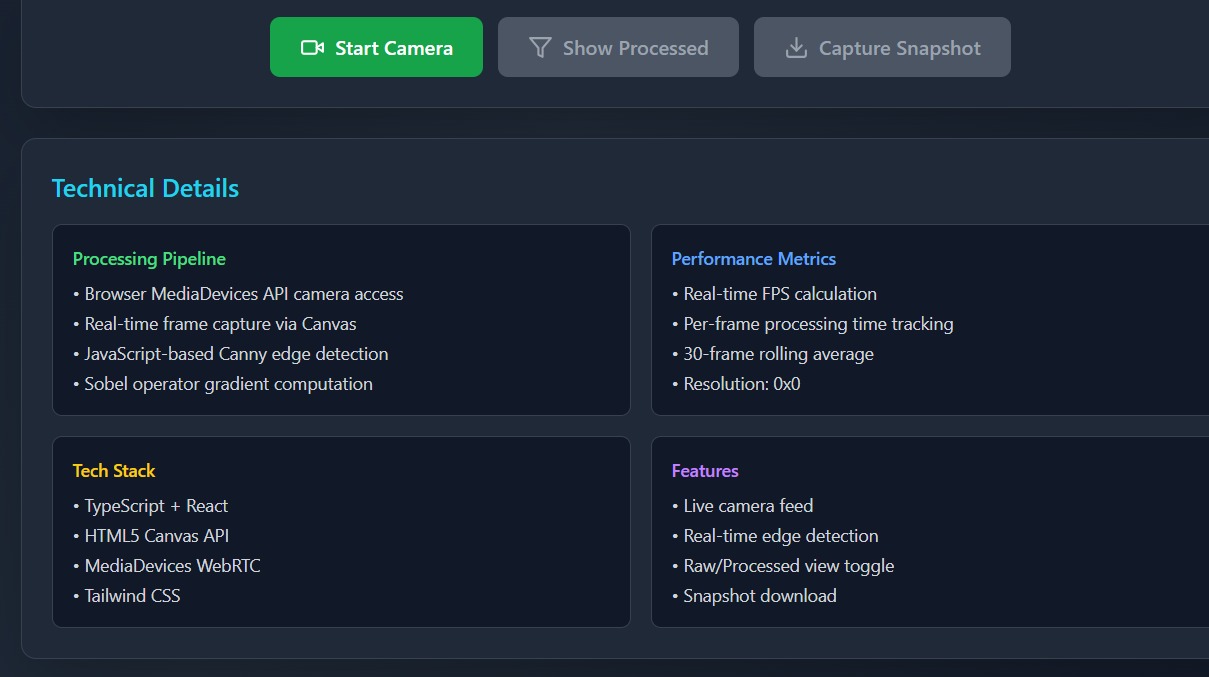 Start Camera
Show Processed
Capture Snapshot
Technical Details
Processing Pipeline
• Browser MediaDevices API camera access
• Real-time frame capture via Canvas
• JavaScript-based Canny edge detection
• Sobel operator gradient computation
Performance Metrics
• Real-time FPS calculation
• Per-frame processing time tracking
• 30-frame rolling average
• Resolution: 0x0
Tech Stack
• TypeScript + React
• HTML5 Canvas API
• MediaDevices WebRTC
• Tailwind CSS
Features
• Live camera feed
• Real-time edge detection
• Raw/Processed view toggle
• Snapshot download